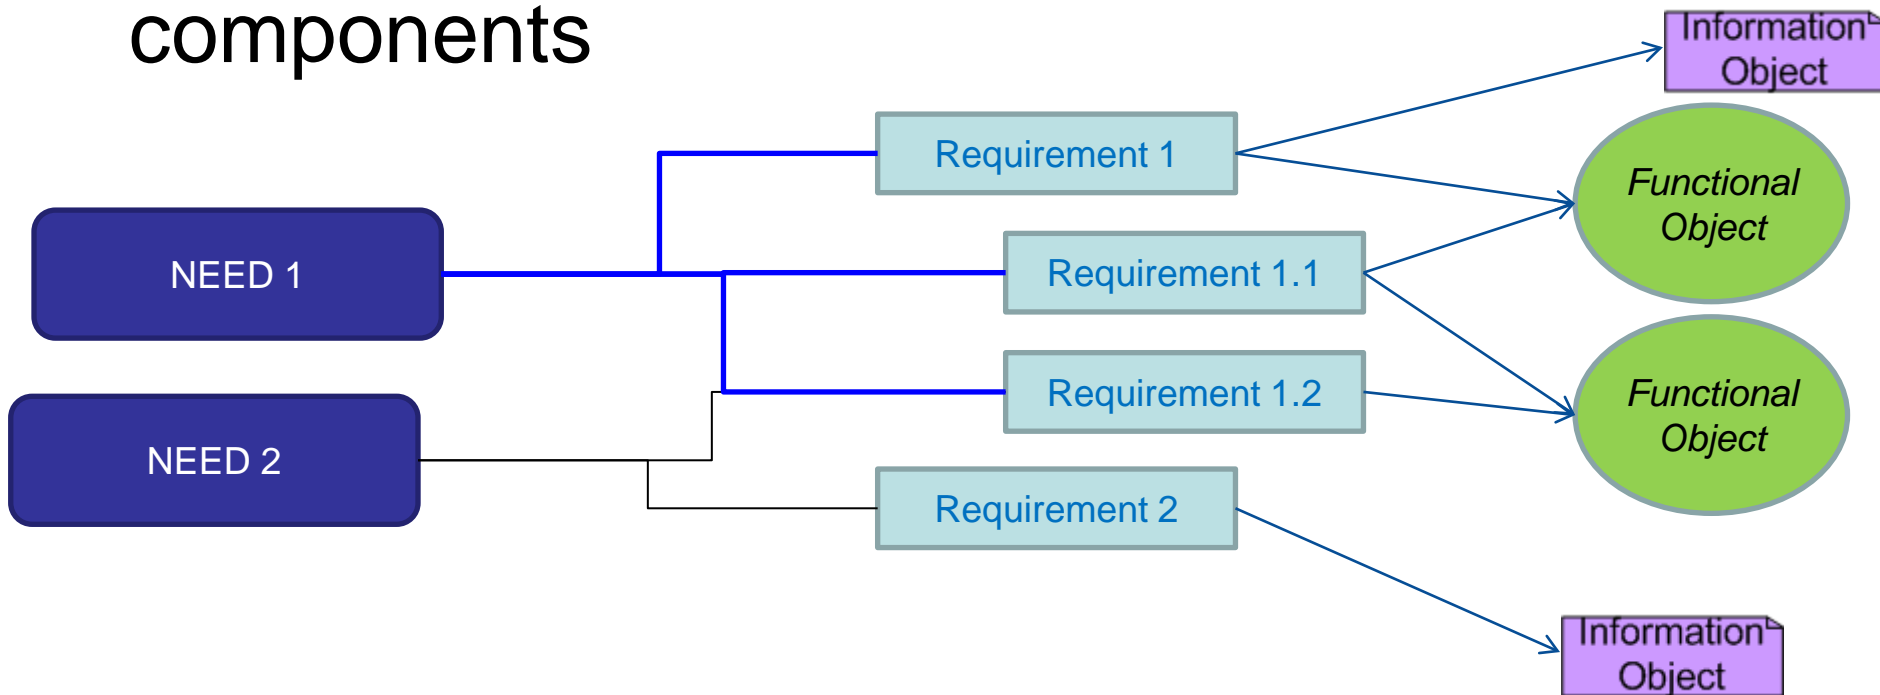 components
Information
Object
Requirement 1
Functional
Object
NEED 1
Requirement 1.1
Requirement 1.2
Functional
Object
NEED 2
Requirement 2
Information
Object